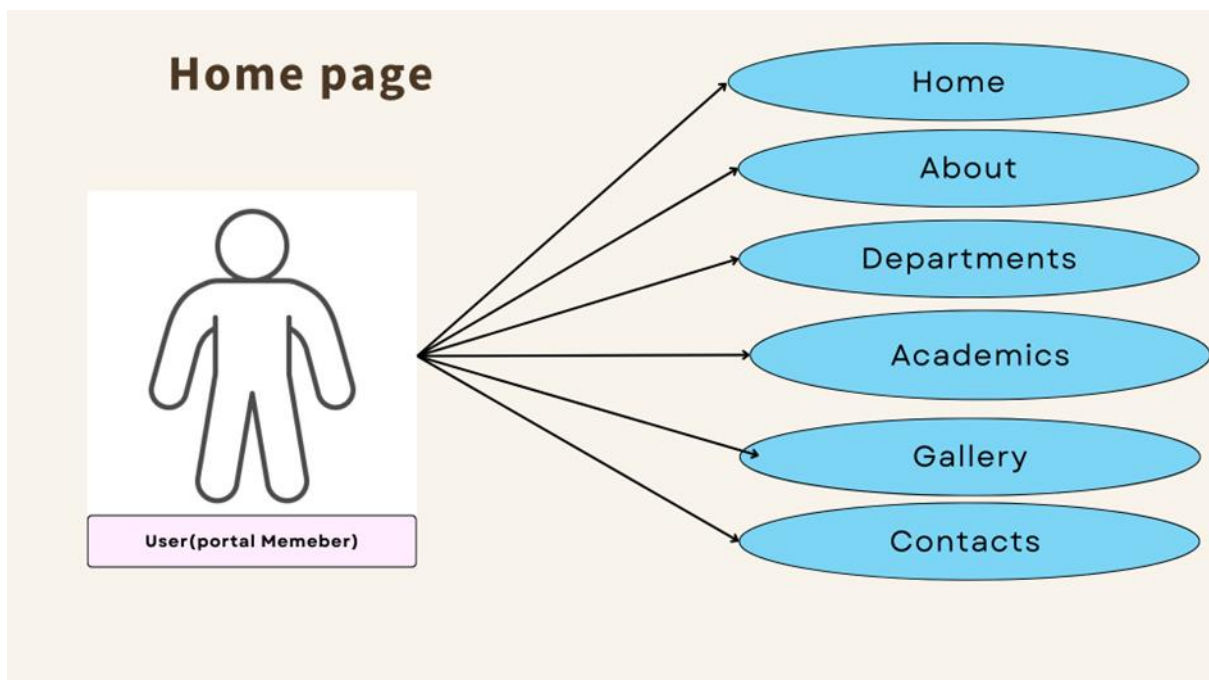 Home page
Home
About
Departments
Academics
Gallery
Contacts
User(portal Memeber)